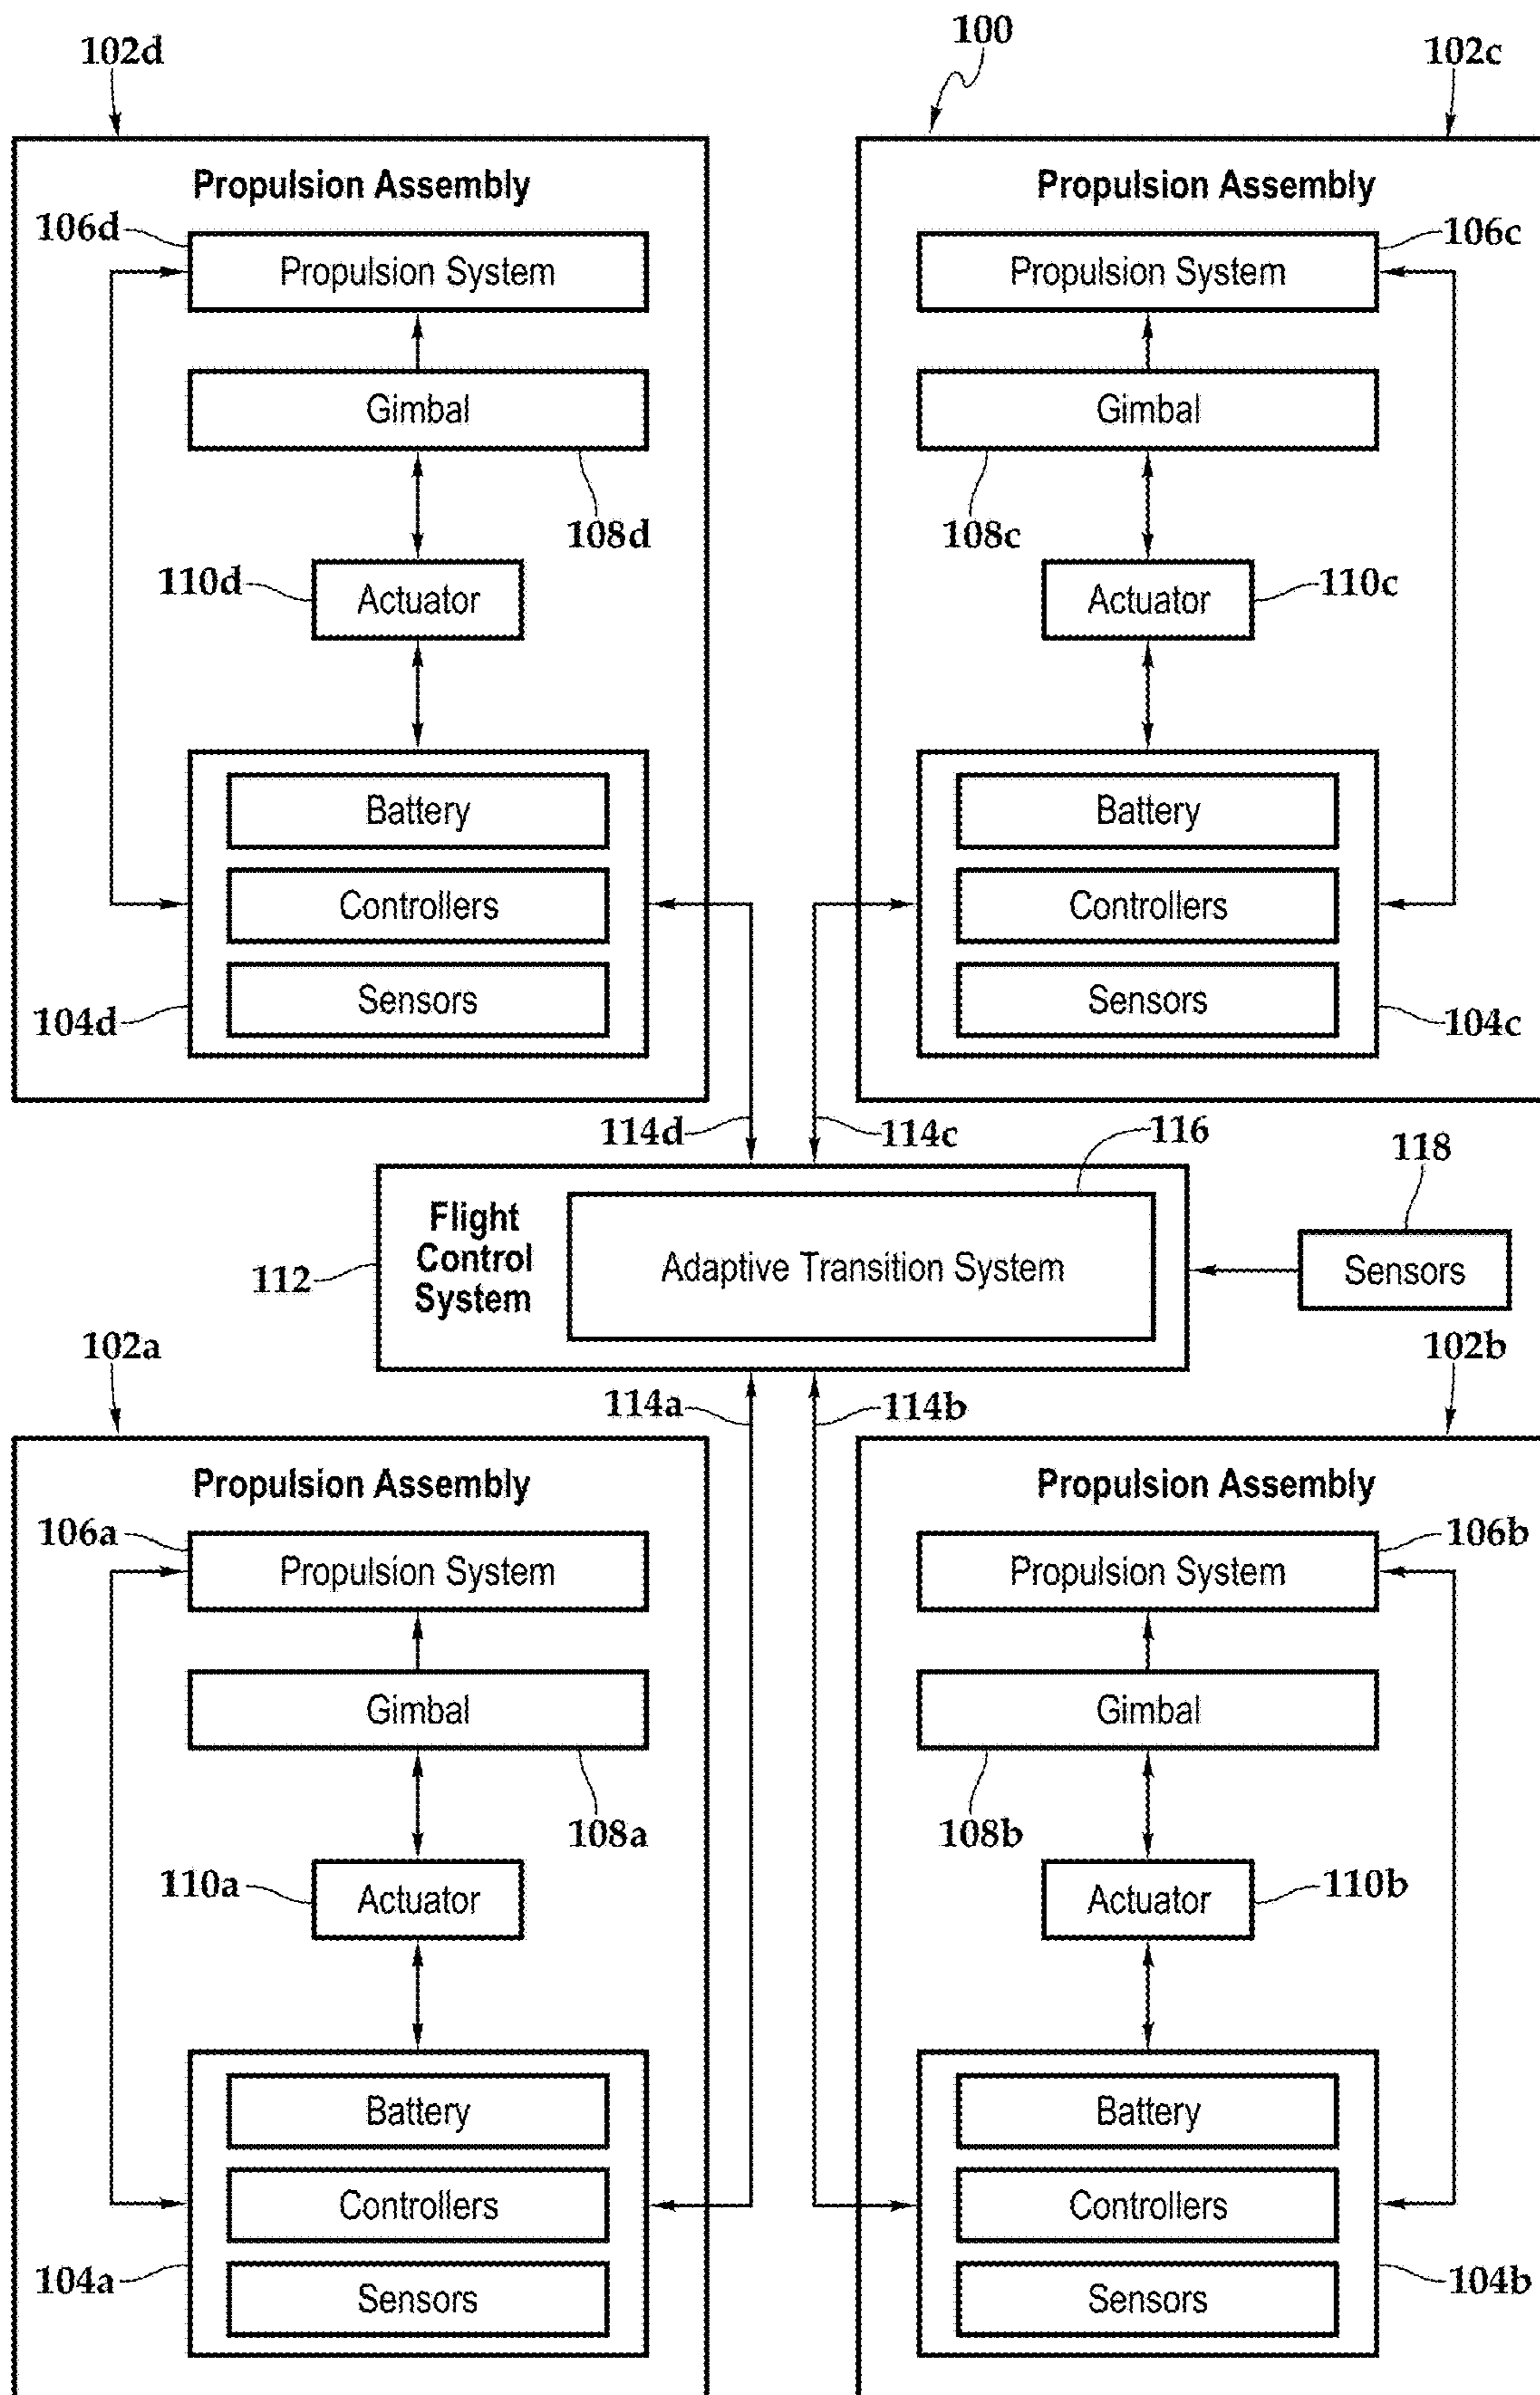 100
102d
102c
Propulsion Assembly
Propulsion Assembly
106d
106c
Propulsion System
Propulsion System
Gimbal
Gimbal
108d
108c
110d
Actuator
Actuator
110c
Battery
Battery
Controllers
Controllers
Sensors
Sensors
104d
104c
114d
114c
116
118
Flight
Control
System
Adaptive Transition System
Sensors
112
102a
102b
114a
114b
Propulsion Assembly
Propulsion Assembly
106a
106b
Propulsion System
Propulsion System
Gimbal
Gimbal
108a
108b
110a
Actuator
Actuator
110b
Battery
Battery
Controllers
Controllers
104a
104b
Sensors
Sensors